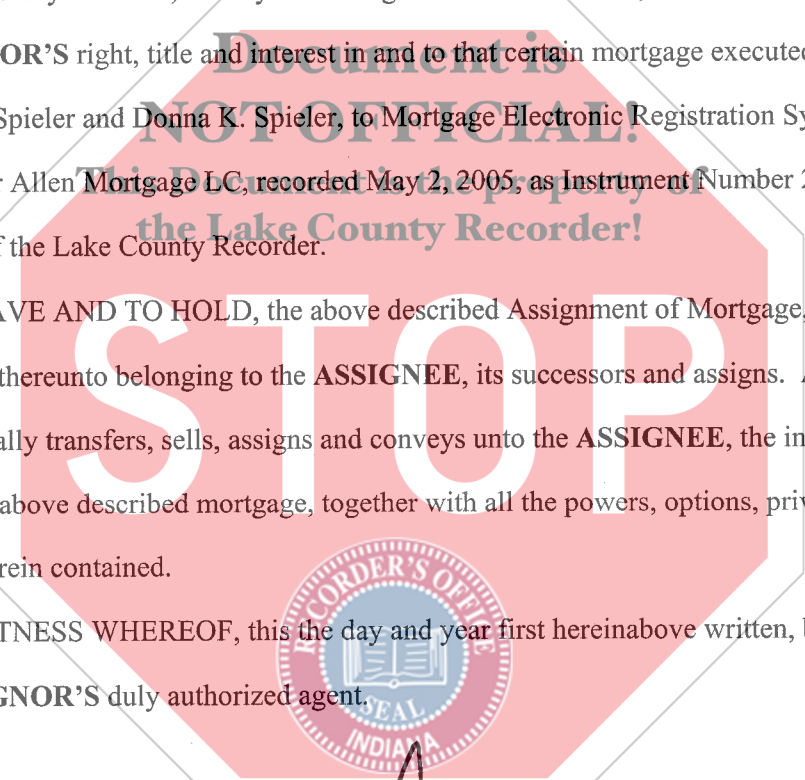 OR'S right, title and interest in and to that certain mortgage executed
Spieler and Donna K. Spieler, to Mortgage Electronic Registration Sy
r Allen Mortgage LC, recorded May 2, 2005, as Instrument Number 2
f the Lake County Recorder.
AVE AND TO HOLD, the above described Assignment of Mortgage,
thereunto belonging to the ASSIGNEE, its successors and assigns. A
ally transfers, sells, assigns and conveys unto the ASSIGNEE, the in
above described mortgage, together with all the powers, options, priv
rein contained.
TNESS WHEREOF, this the day and year first hereinabove written, b
GNOR'S duly authorized agent.
Document is
NOT OFFICIAL!
This Document is the property of
the Lake County Recorder!
STOP
RECORDER'S OFFICE
SEAL
INDIANA